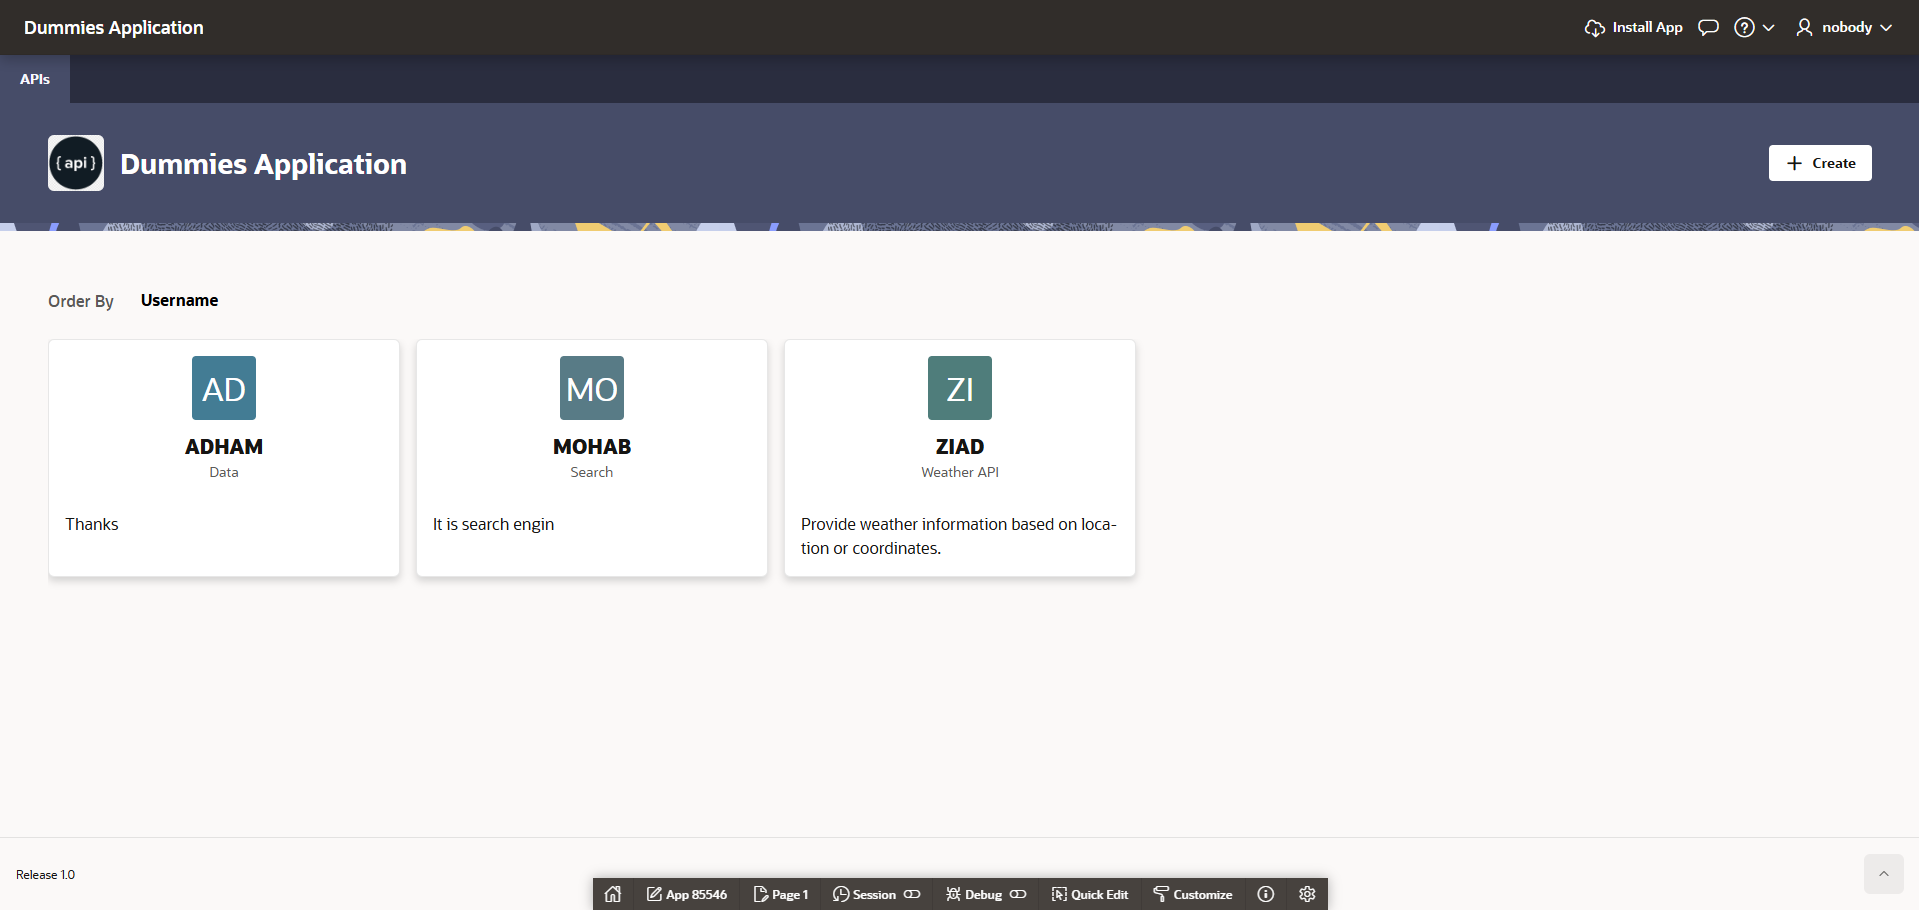 Dummies Application
Install App
nobody
APIs
{ api }
Dummies Application
Create
Order By Username
AD
ADHAM
Data
Thanks
MO
MOHAB
Search
It is search engin
ZI
ZIAD
Weather API
Provide weather information based on loca-
tion or coordinates.
Release 1.0
App 85546
Page 1
Session
Debug
Quick Edit
Customize